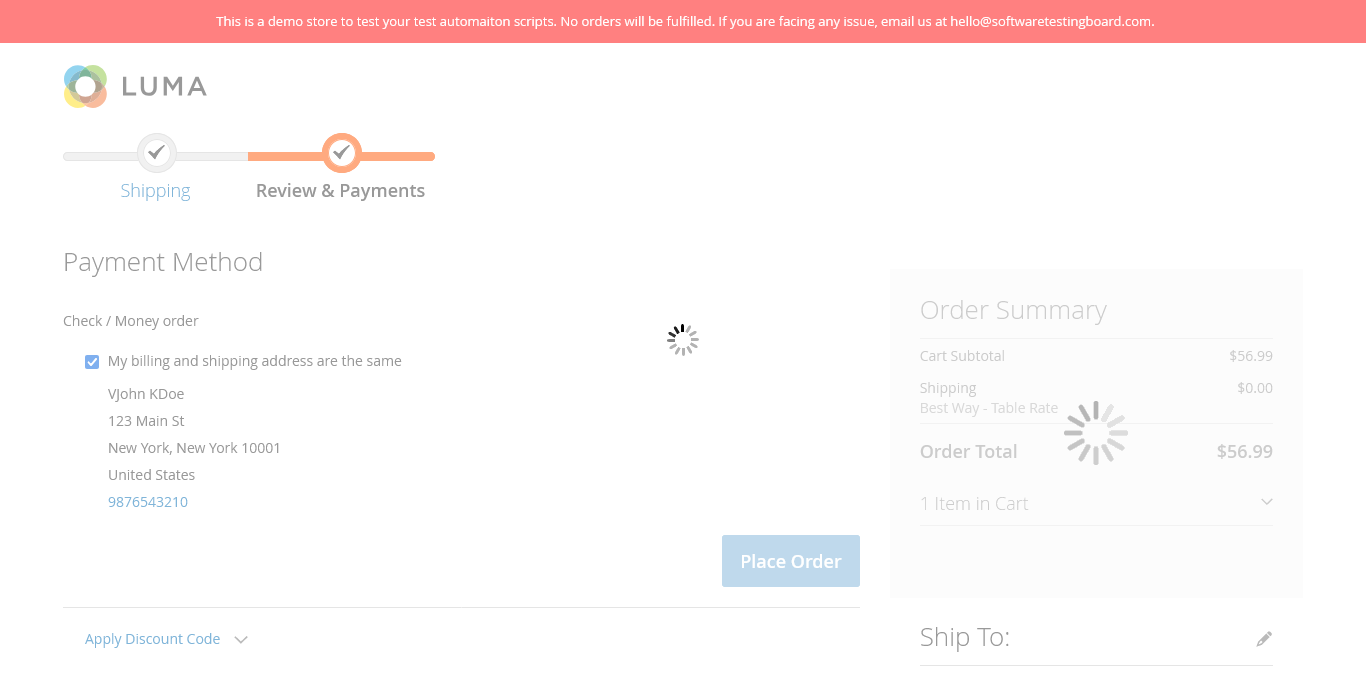 This is a demo store to test your test automaiton scripts. No orders will be fulfilled. If you are facing any issue, email us at hello@softwaretestingboard.com.
LUMA
Shipping
Review & Payments
Payment Method
Check / Money order
My billing and shipping address are the same
VJohn KDoe
123 Main St
New York, New York 10001
United States
9876543210
Place Order
Apply Discount Code
Order Summary
Cart Subtotal $56.99
Shipping $0.00
Best Way - Table Rate
Order Total $56.99
1 Item in Cart
Ship To: